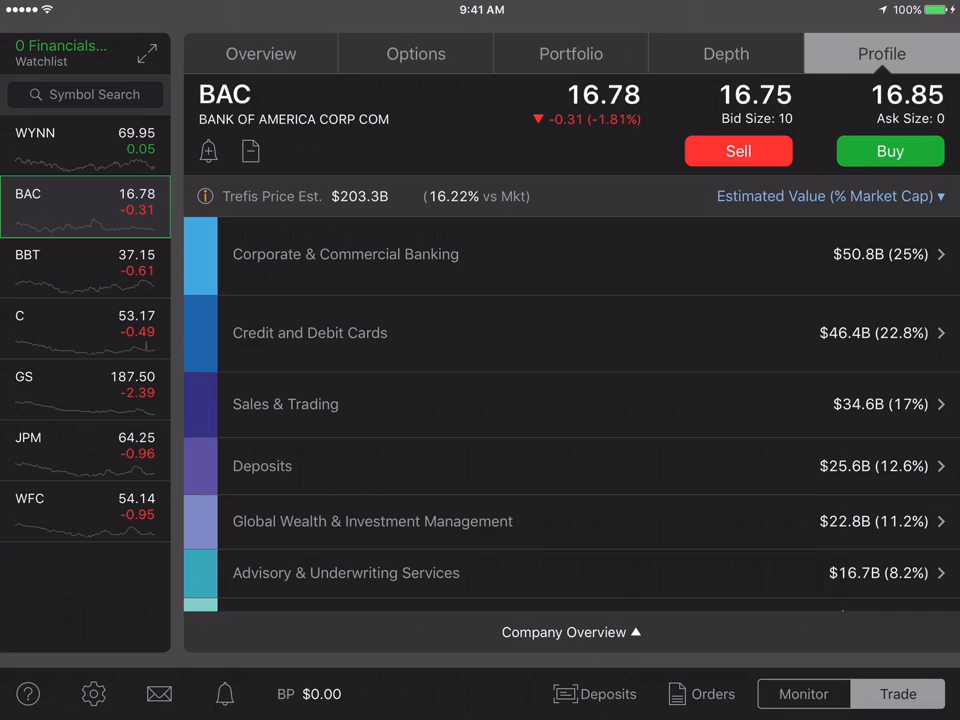 9:41 AM
100%
0 Financials...
Watchlist
Symbol Search
WYNN 69.95
0.05
BAC 16.78
-0.31
BBT 37.15
-0.61
C 53.17
-0.49
GS 187.50
-2.39
JPM 64.25
-0.96
WFC 54.14
-0.95
Overview Options Portfolio Depth Profile
BAC 16.78 16.75 16.85
BANK OF AMERICA CORP COM ▼ -0.31 (-1.81%) Bid Size: 10 Ask Size: 0
Sell Buy
Trefis Price Est. $203.3B (16.22% vs Mkt) Estimated Value (% Market Cap) ▾
Corporate & Commercial Banking $50.8B (25%)
Credit and Debit Cards $46.4B (22.8%)
Sales & Trading $34.6B (17%)
Deposits $25.6B (12.6%)
Global Wealth & Investment Management $22.8B (11.2%)
Advisory & Underwriting Services $16.7B (8.2%)
Company Overview ▲
BP $0.00 Deposits Orders Monitor Trade